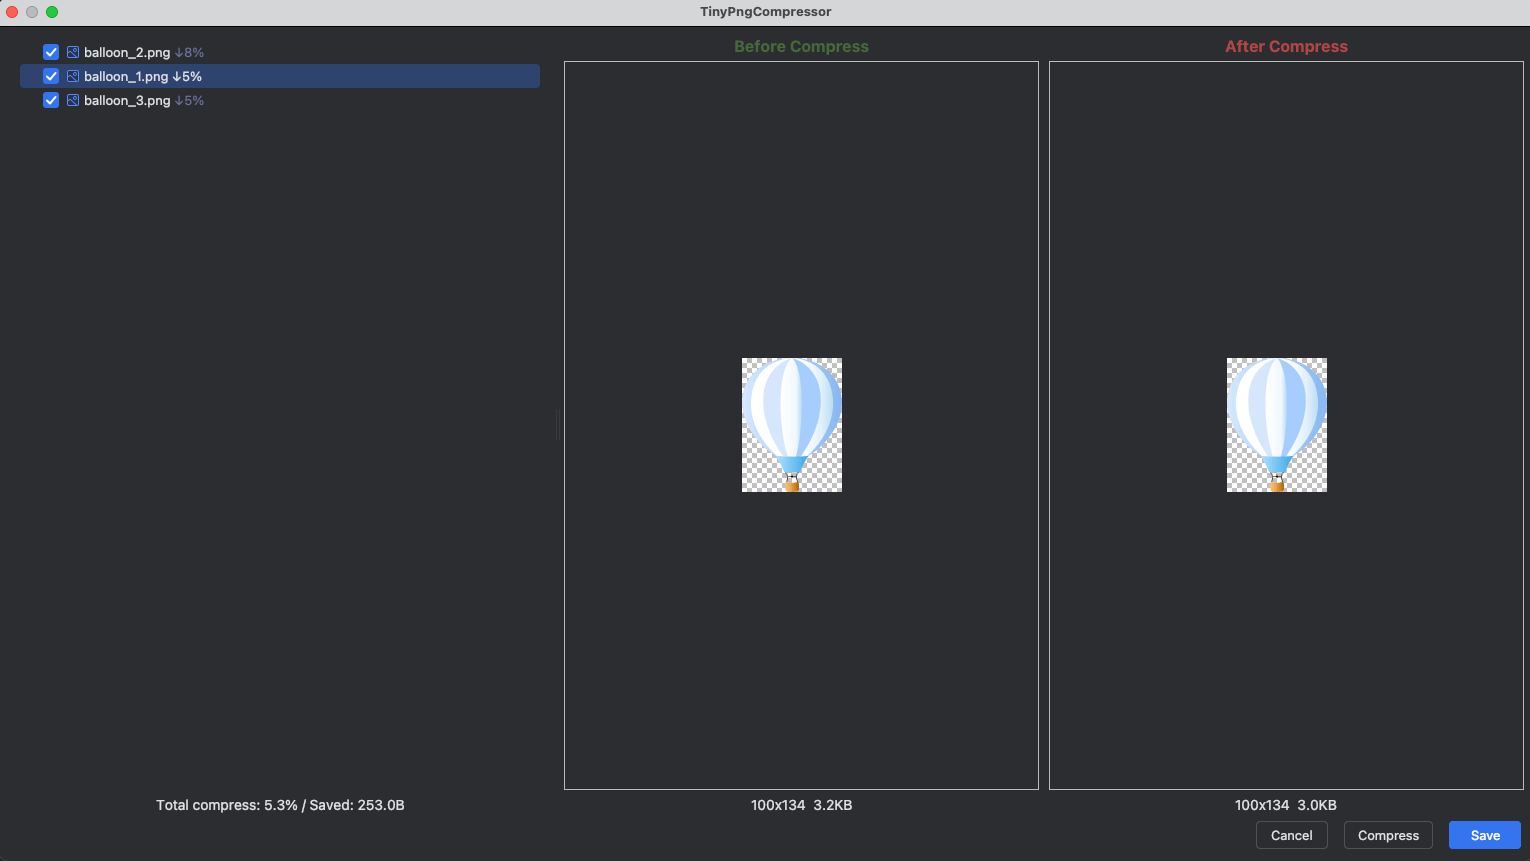 TinyPngCompressor
balloon_2.png ↓8%
balloon_1.png ↓5%
balloon_3.png ↓5%
Before Compress
After Compress
Total compress: 5.3% / Saved: 253.0B
100x134 3.2KB
100x134 3.0KB
Cancel
Compress
Save